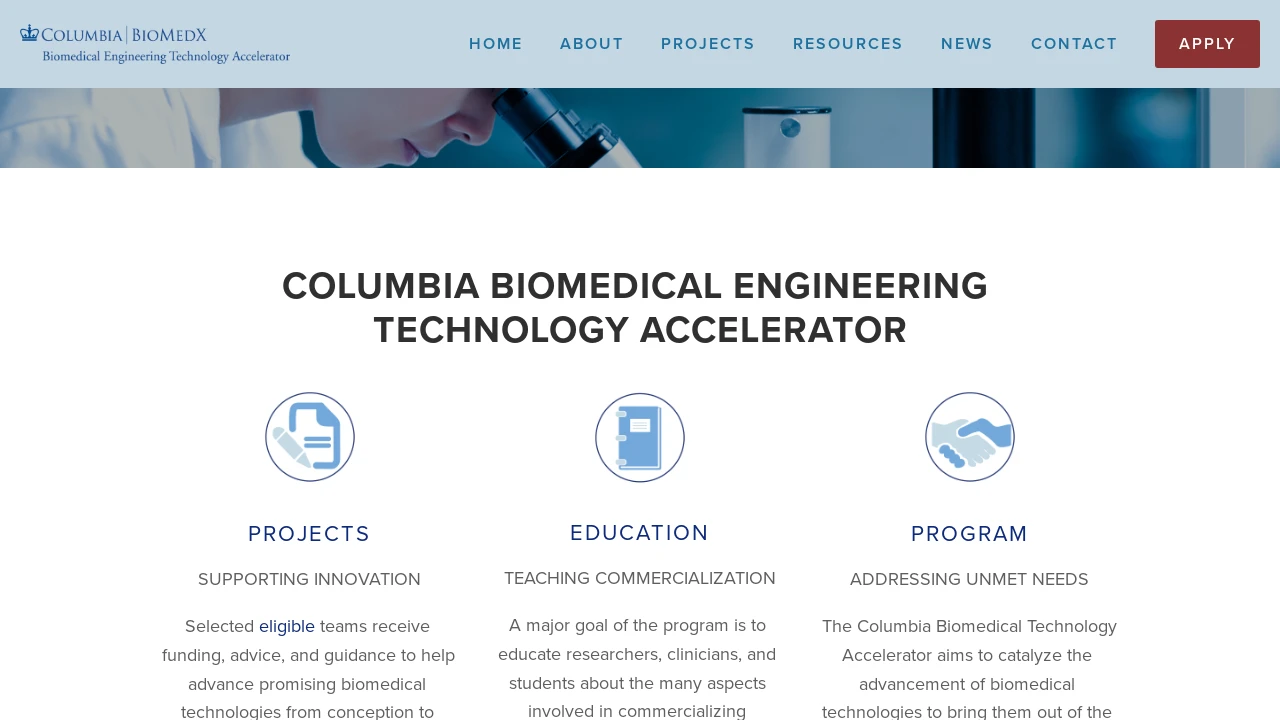 COLUMBIA | BIOMEDX
Biomedical Engineering Technology Accelerator
HOME
ABOUT
PROJECTS
RESOURCES
NEWS
CONTACT
APPLY
COLUMBIA BIOMEDICAL ENGINEERING
TECHNOLOGY ACCELERATOR
PROJECTS
SUPPORTING INNOVATION
Selected eligible teams receive
funding, advice, and guidance to help
advance promising biomedical
technologies from conception to
EDUCATION
TEACHING COMMERCIALIZATION
A major goal of the program is to
educate researchers, clinicians, and
students about the many aspects
involved in commercializing
PROGRAM
ADDRESSING UNMET NEEDS
The Columbia Biomedical Technology
Accelerator aims to catalyze the
advancement of biomedical
technologies to bring them out of the